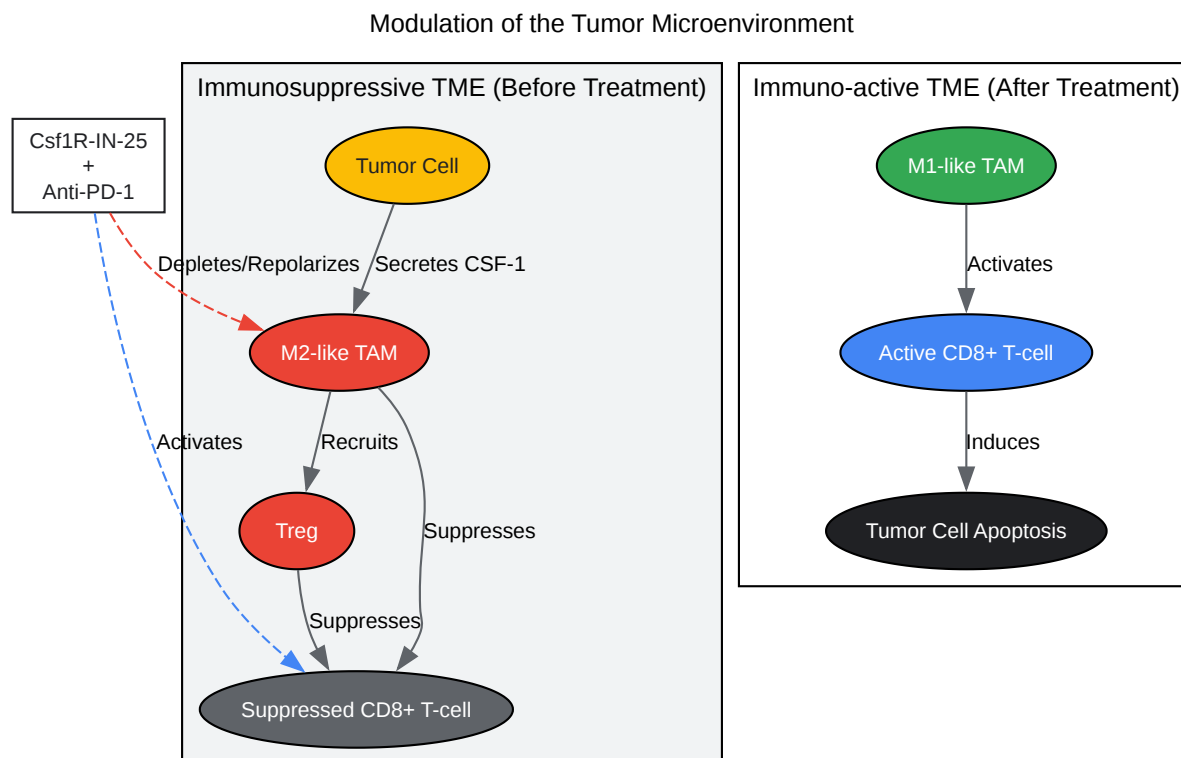 Modulation of the Tumor Microenvironment
Immunosuppressive TME (Before Treatment)
Immuno-active TME (After Treatment)
Csf1R-IN-25
+
Anti-PD-1
Tumor Cell
M1-like TAM
Depletes/Repolarizes
Secretes CSF-1
Activates
M2-like TAM
Active CD8+ T-cell
Activates
Recruits
Induces
Treg
Suppresses
Tumor Cell Apoptosis
Suppresses
Suppressed CD8+ T-cell